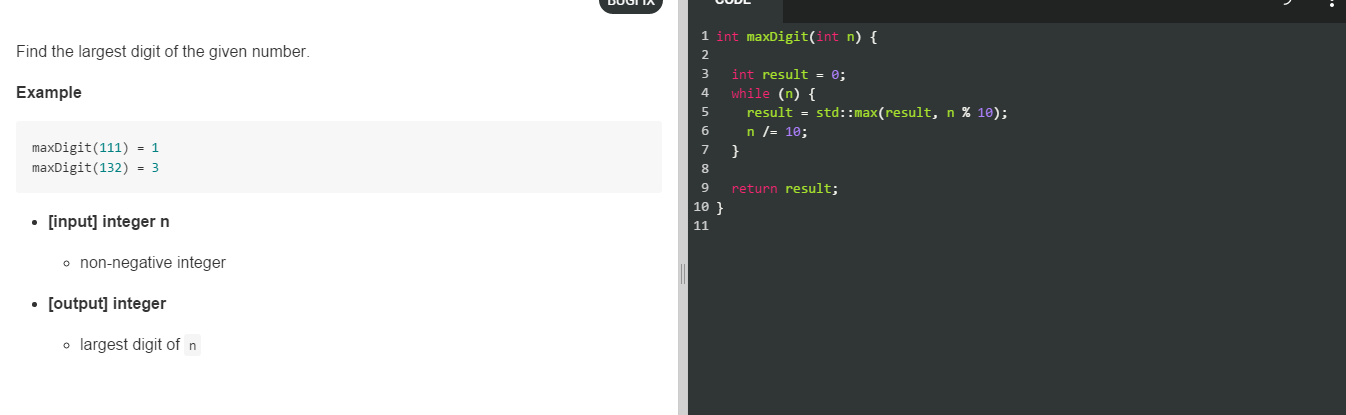 BUGFIX
Find the largest digit of the given number.
Example
maxDigit(111) = 1
maxDigit(132) = 3
• [input] integer n
◦ non-negative integer
• [output] integer
◦ largest digit of n
CODE
1 int maxDigit(int n) {
2
3   int result = 0;
4   while (n) {
5     result = std::max(result, n % 10);
6     n /= 10;
7   }
8
9   return result;
10 }
11